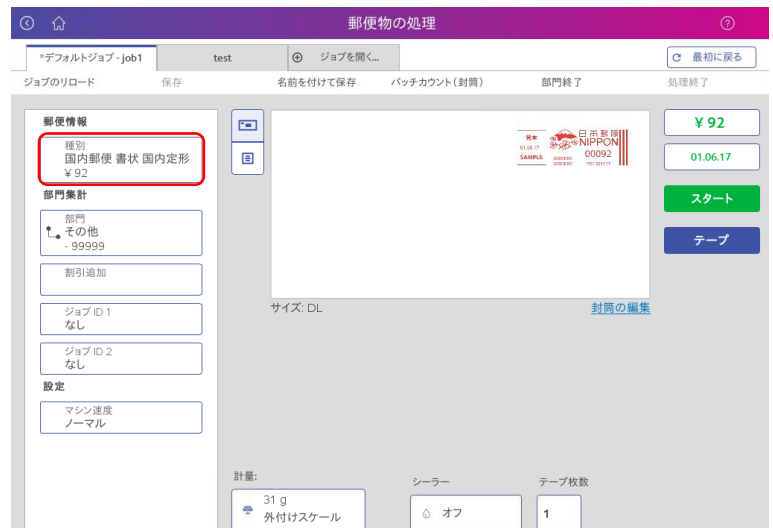 郵便物の処理
*デフォルトジョブ - job1
test
ジョブを開く...
最初に戻る
ジョブのリロード
保存
名前を付けて保存
バッチカウント(封筒)
部門終了
処理終了
郵便情報
種別:
国内郵便 書状 国内定形
¥ 92
部門集計
部門
その他
- 99999
割引追加
ジョブ ID 1
なし
ジョブ ID 2
なし
設定
マシン速度
ノーマル
見本
01.06.17
SAMPLE
日本郵便
NIPPON
00092
サイズ: DL
封筒の編集
¥ 92
01.06.17
スタート
テープ
計量:
31 g
外付けスケール
シーラー
オフ
テープ枚数
1